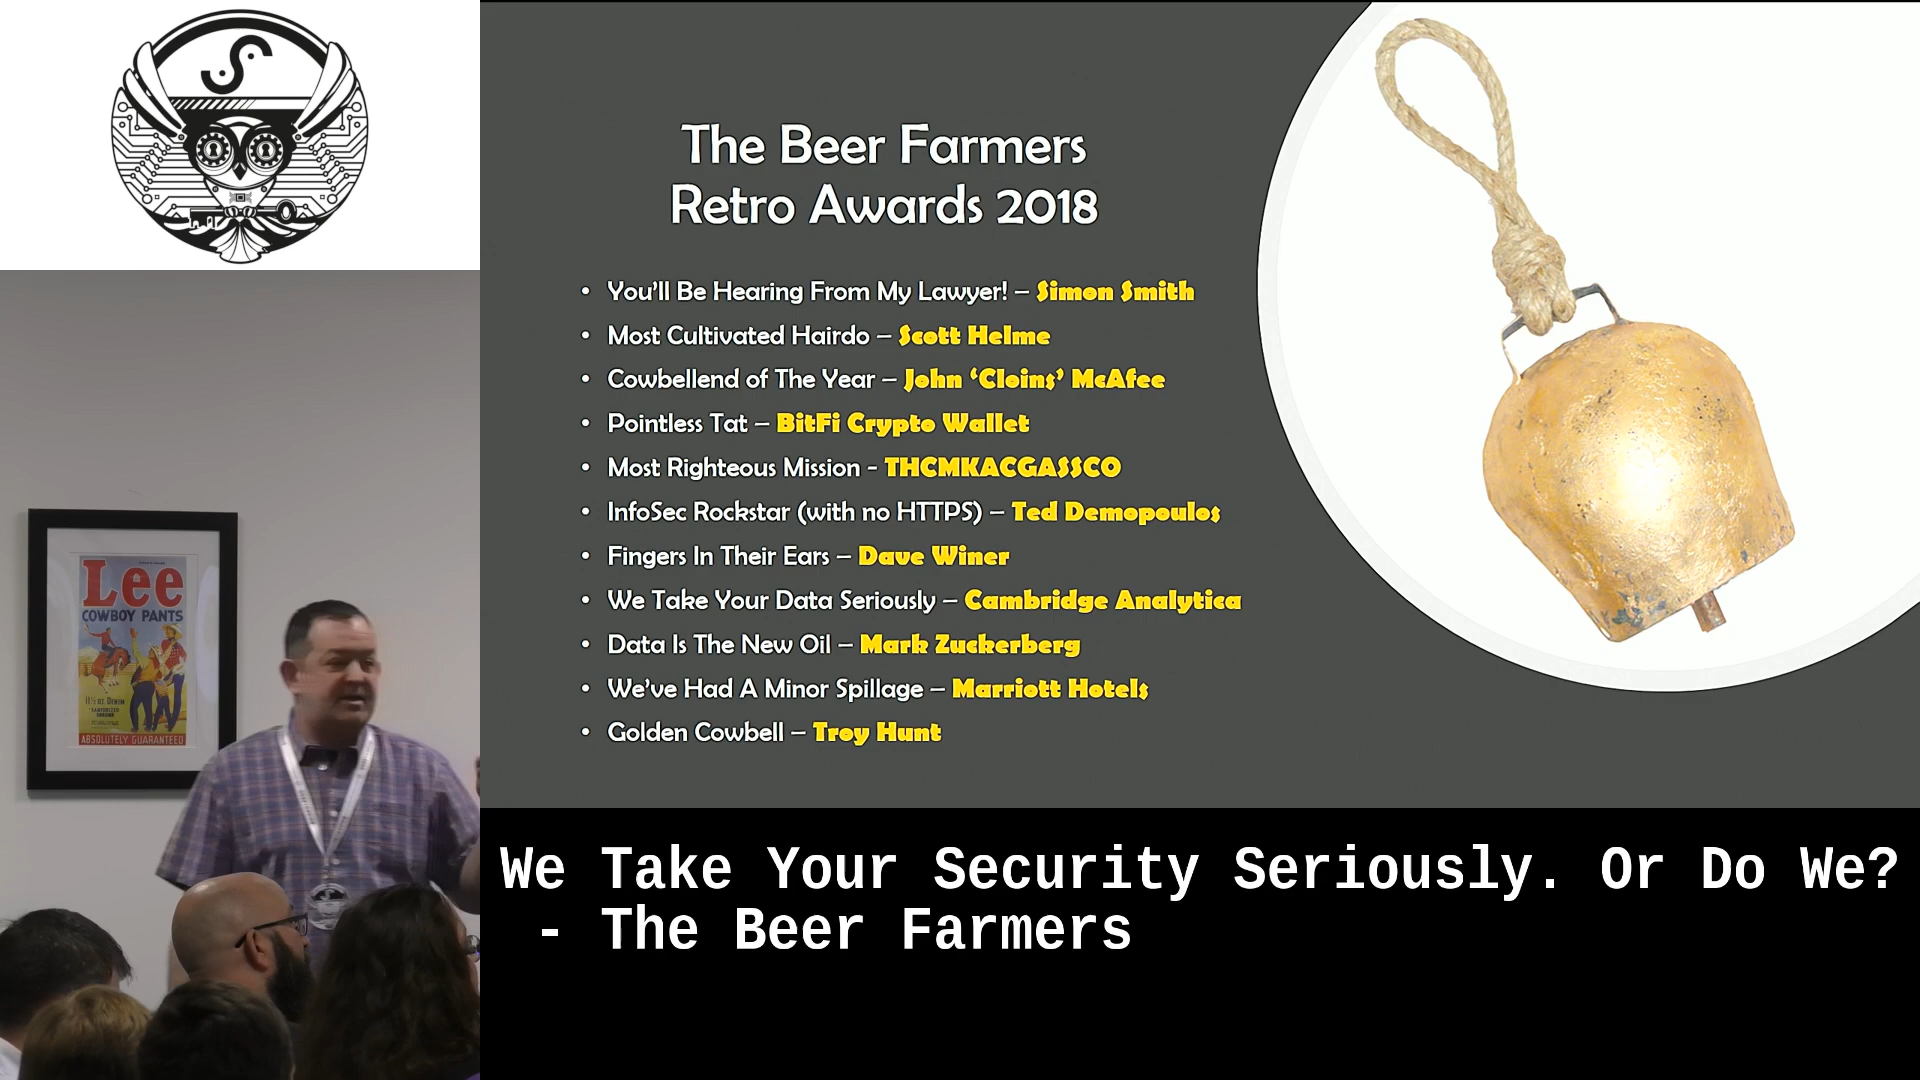 The Beer Farmers
Retro Awards 2018
• You'll Be Hearing From My Lawyer! – Simon Smith
• Most Cultivated Hairdo – Scott Helme
• Cowbellend of The Year – John ‘Cloins’ McAfee
• Pointless Tat – BitFi Crypto Wallet
• Most Righteous Mission - THCMKACGASSCO
• InfoSec Rockstar (with no HTTPS) – Ted Demopoulos
• Fingers In Their Ears – Dave Winer
• We Take Your Data Seriously – Cambridge Analytica
• Data Is The New Oil – Mark Zuckerberg
• We've Had A Minor Spillage – Marriott Hotels
• Golden Cowbell – Troy Hunt
Lee
COWBOY PANTS
ABSOLUTELY GUARANTEED
We Take Your Security Seriously. Or Do We?
- The Beer Farmers